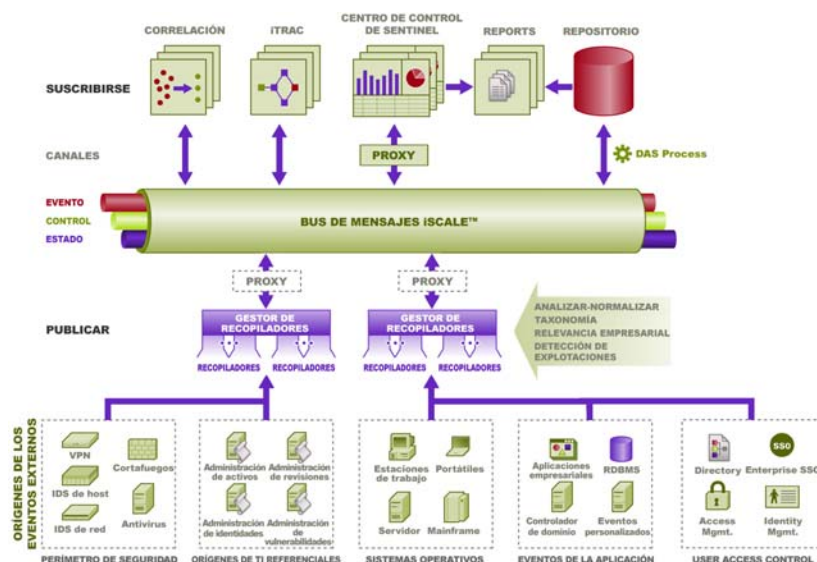 CORRELACIÓN
iTRAC
CENTRO DE CONTROL
DE SENTINEL
REPORTS
REPOSITORIO
SUSCRIBIRSE
CANALES
PROXY
DAS Process
EVENTO
CONTROL
ESTADO
BUS DE MENSAJES iSCALE™
PROXY
PROXY
PUBLICAR
GESTOR DE
RECOPILADORES
GESTOR DE
RECOPILADORES
RECOPILADORES
RECOPILADORES
RECOPILADORES
RECOPILADORES
ANALIZAR-NORMALIZAR
TAXONOMÍA
RELEVANCIA EMPRESARIAL
DETECCIÓN DE
EXPLOTACIONES
ORÍGENES DE LOS
EVENTOS EXTERNOS
VPN
Cortafuegos
IDS de host
IDS de red
Antivirus
PERÍMETRO DE SEGURIDAD
Administración
de activos
Administración
de revisiones
Administración
de identidades
Administración
de
vulnerabilidades
ORÍGENES DE TI REFERENCIALES
Estaciones
de trabajo
Portátiles
Servidor
Mainframe
SISTEMAS OPERATIVOS
Aplicaciones
empresariales
RDBMS
Controlador
de dominio
Eventos
personalizados
EVENTOS DE LA APLICACIÓN
Directory
SSO
Enterprise SSO
Access
Mgmt.
Identity
Mgmt.
USER ACCESS CONTROL